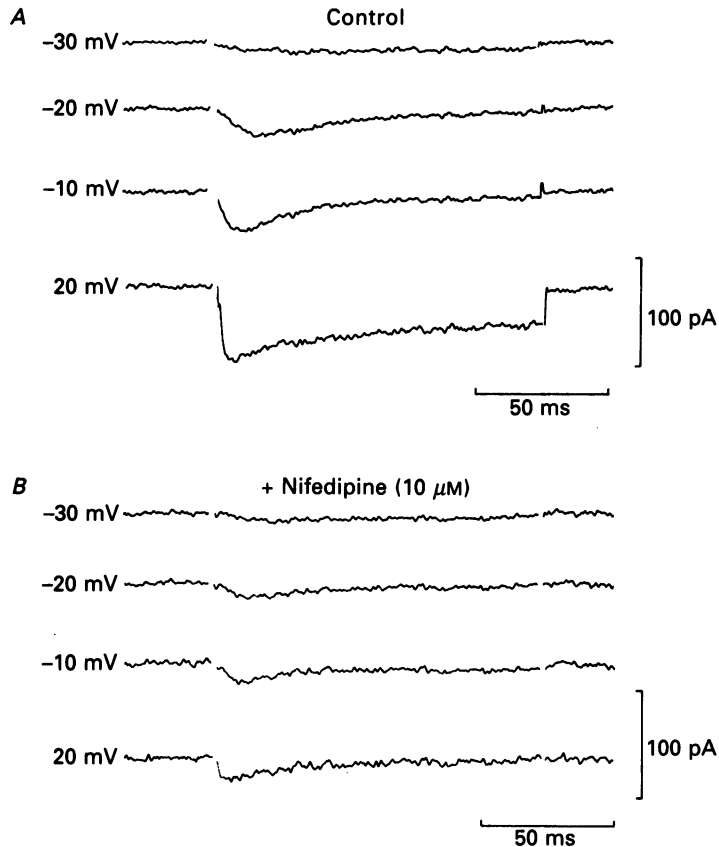 A
Control
–30 mV
–20 mV
–10 mV
20 mV
100 pA
50 ms
B
+ Nifedipine (10 μM)
–30 mV
–20 mV
–10 mV
20 mV
100 pA
50 ms